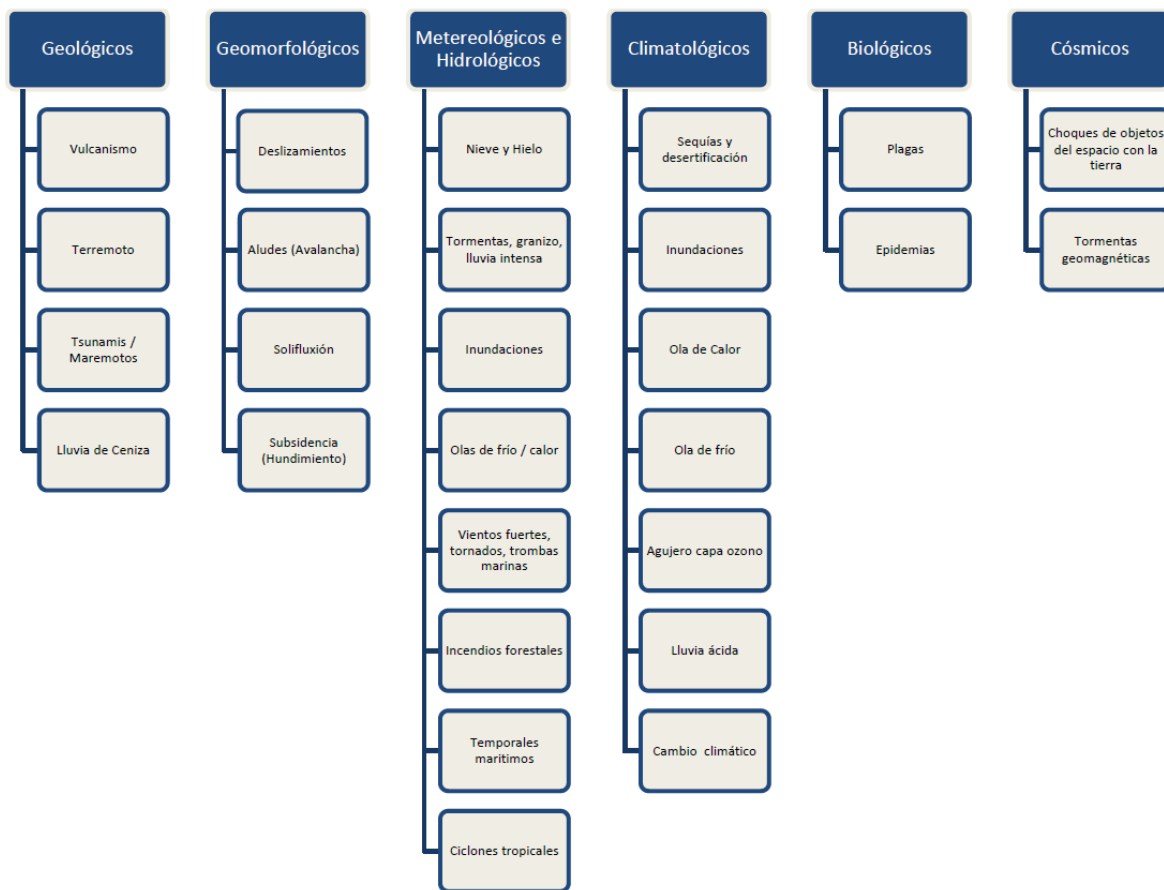 Geológicos
Vulcanismo
Terremoto
Tsunamis /
Maremotos
Lluvia de Ceniza
Geomorfológicos
Deslizamientos
Aludes (Avalancha)
Solifluxión
Subsidencia
(Hundimiento)
Metereológicos e
Hidrológicos
Nieve y Hielo
Tormentas, granizo,
lluvia intensa
Inundaciones
Olas de frío / calor
Vientos fuertes,
tornados, trombas
marinas
Incendios forestales
Temporales
maritimos
Ciclones tropicales
Climatológicos
Sequías y
desertificación
Inundaciones
Ola de Calor
Ola de frío
Agujero capa ozono
Lluvia ácida
Cambio climático
Biológicos
Plagas
Epidemias
Cósmicos
Choques de objetos
del espacio con la
tierra
Tormentas
geomagnéticas